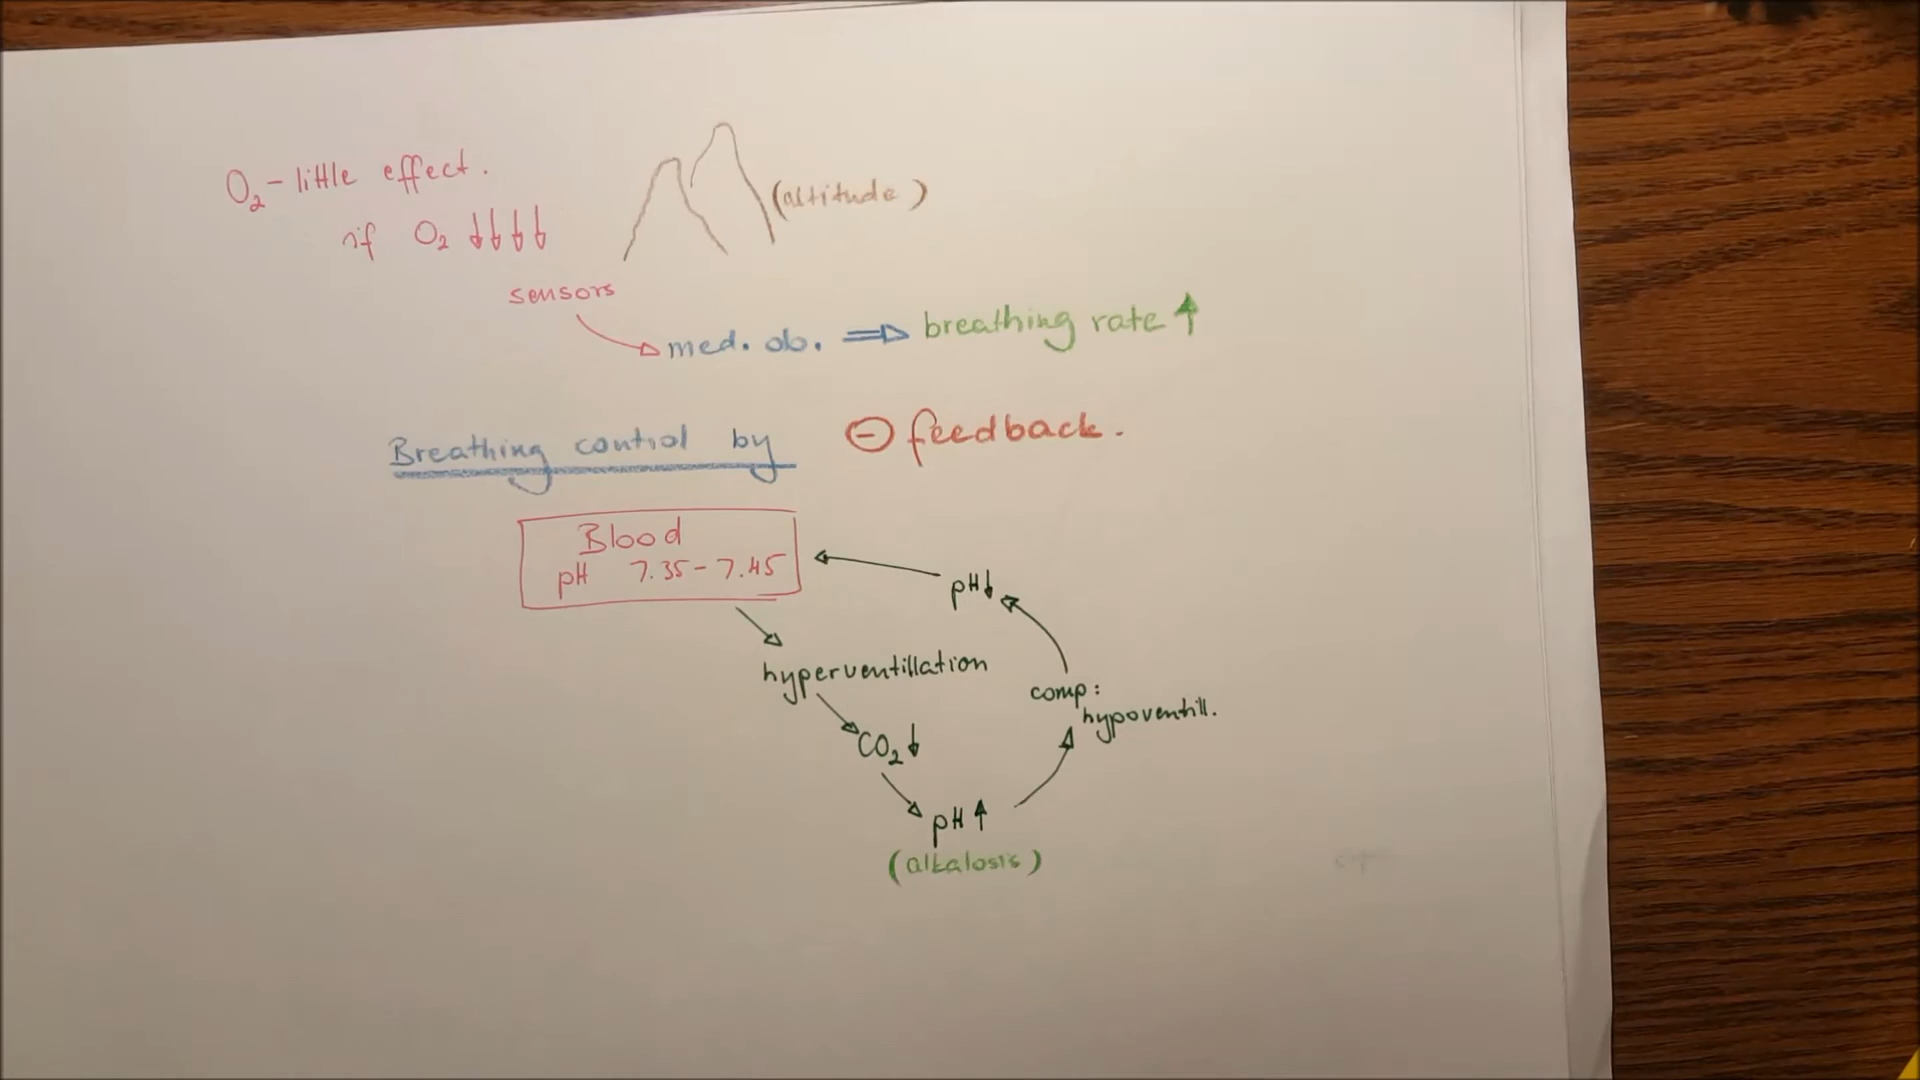 O₂ - little effect.
if O₂ ↓↓↓↓
(altitude)
sensors
med. ob. ⇒ breathing rate ↑
Breathing control by ⊖ feedback.
Blood
pH 7.35 - 7.45
pH↓
hyperventillation
comp:
hypoventill.
CO₂↓
pH↑
(alkalosis)